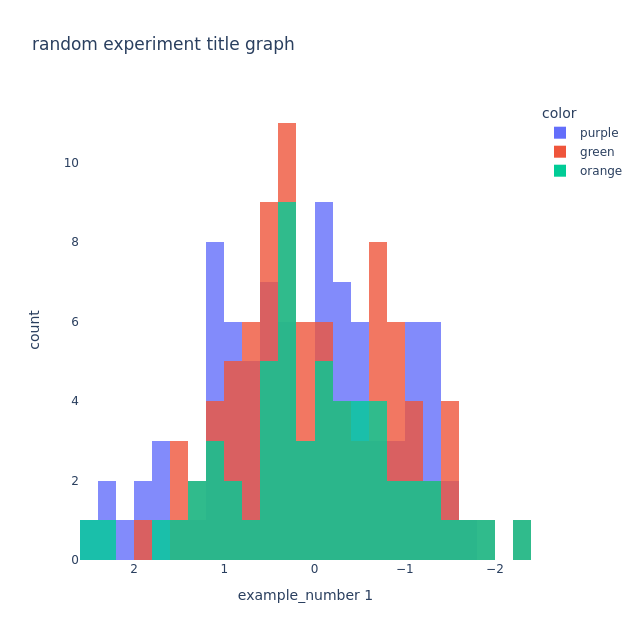 random experiment title graph
color
purple
green
orange
10
8
6
4
2
0
count
2
1
0
−1
−2
example_number 1